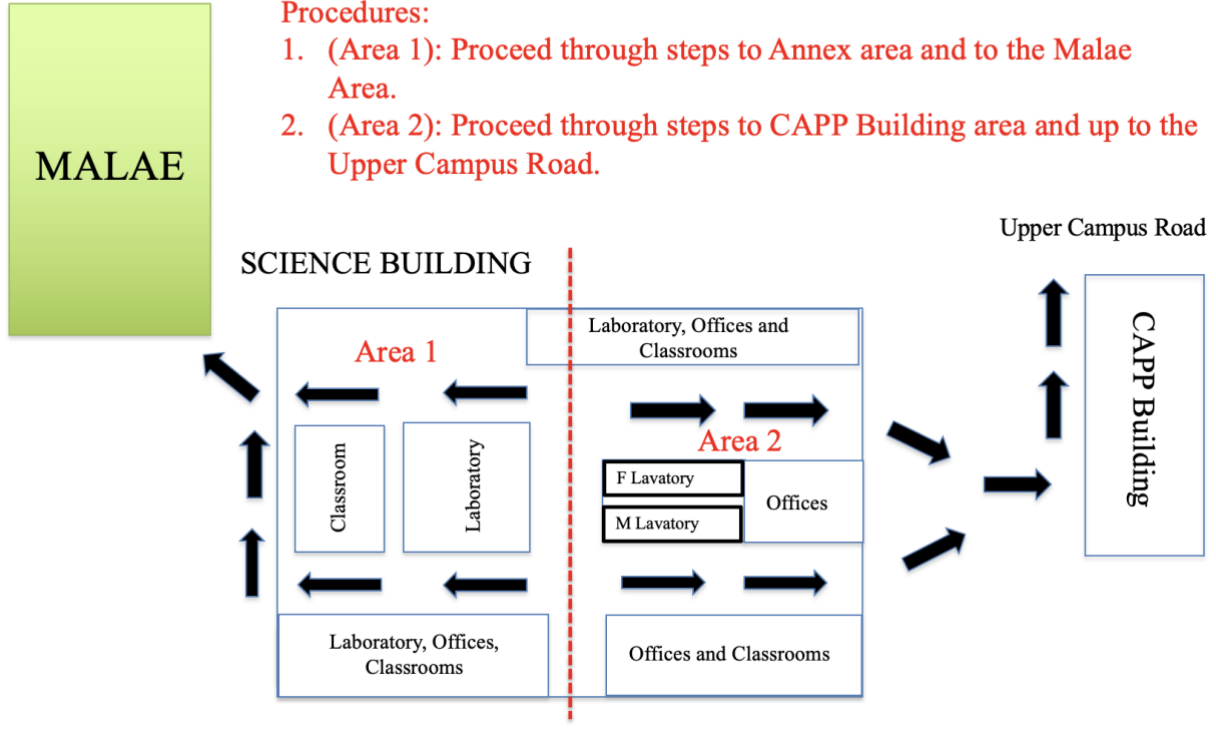 Procedures:
1. (Area 1): Proceed through steps to Annex area and to the Malae
Area.
2. (Area 2): Proceed through steps to CAPP Building area and up to the
Upper Campus Road.
MALAE
Upper Campus Road
SCIENCE BUILDING
Laboratory, Offices and
Classrooms
Area 1
CAPP Building
Area 2
Classroom
Laboratory
F Lavatory
Offices
M Lavatory
Laboratory, Offices,
Classrooms
Offices and Classrooms